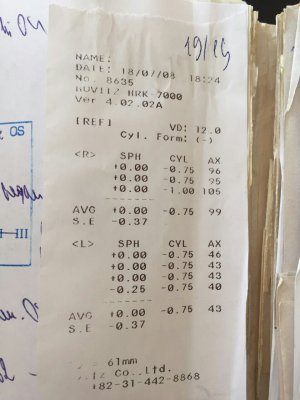 19/14
OS
NAME:
DATE: 18/07/08 18:24
No. 8635
HUVITZ HRK-7000
Ver 4.02.02A
[REF] VD: 12.0
Cyl. Form: (-)
<R> SPH CYL AX
+0.00 -0.75 96
+0.00 -0.75 95
+0.00 -1.00 105
---------
AVG +0.00 -0.75 99
S.E -0.37
<L> SPH CYL AX
+0.00 -0.75 46
+0.00 -0.75 43
+0.00 -0.75 43
-0.25 -0.75 40
---------
AVG +0.00 -0.75 43
S.E -0.37
61mm
Co.,Ltd.
+82-31-442-8868